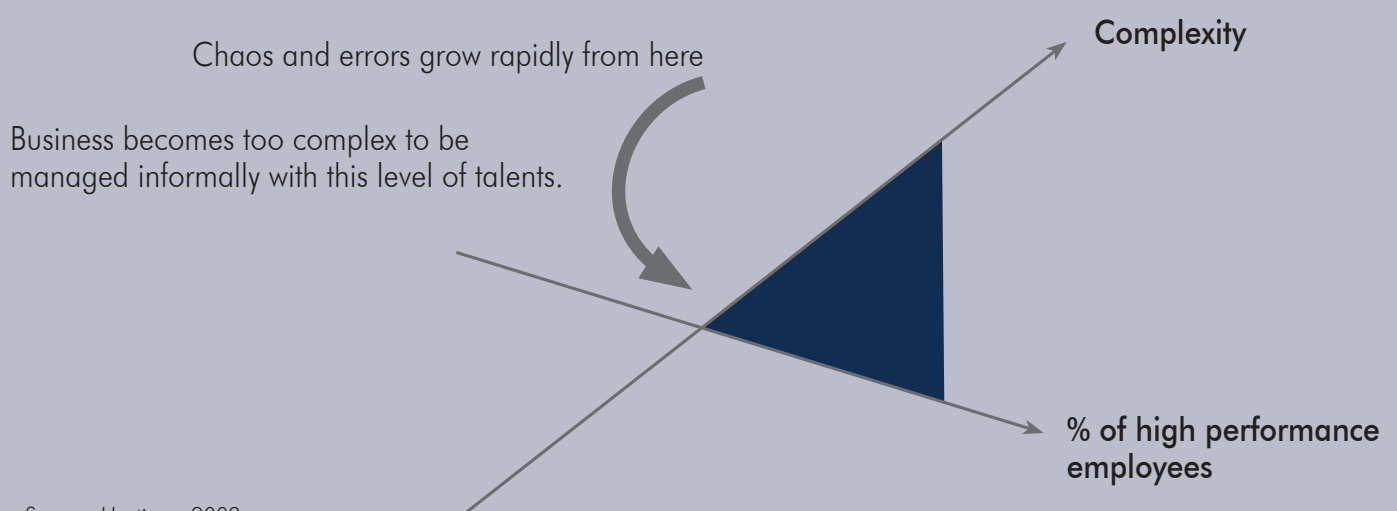 Complexity
Chaos and errors grow rapidly from here
Business becomes too complex to be
managed informally with this level of talents.
% of high performance
employees